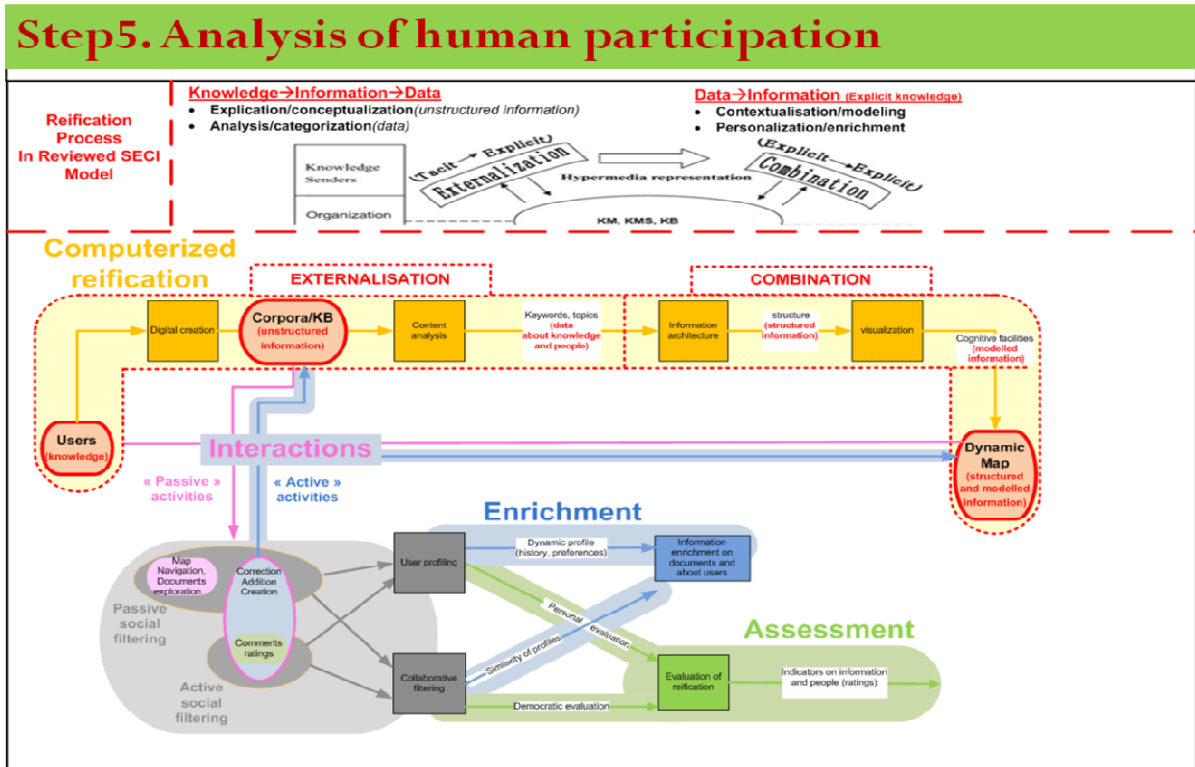 Step5. Analysis of human participation
Reification
Process
In Reviewed SECI
Model
Knowledge→Information→Data
• Explication/conceptualization(unstructured information)
• Analysis/categorization(data)
Data→Information (Explicit knowledge)
• Contextualisation/modeling
• Personalization/enrichment
Knowledge
Senders
Organization
(Tacit → Explicit)
Externalization
Hypermedia representation
(Explicit → Explicit)
Combination
KM, KMS, KB
Computerized
reification
EXTERNALISATION
COMBINATION
Digital creation
Corpora/KB
(unstructured
information)
Content
analysis
Keywords, topics
(data
about knowledge
and people)
Information
architecture
structure
(structured
information)
visualization
Cognitive facilities
(modelled
information)
Users
(knowledge)
Interactions
Dynamic
Map
(structured
and modelled
information)
« Passive »
activities
« Active »
activities
Enrichment
Map
Navigation,
Documents
exploration
Correction
Addition
Creation
Passive
social
filtering
Comments
ratings
Active
social
filtering
User profiling
Collaborative
filtering
Dynamic profile
(history, preferences)
Information
enrichment on
documents and
about users
Personal evaluation
Similarity of profiles
Democratic evaluation
Assessment
Evaluation of
reification
Indicators on information
and people (ratings)